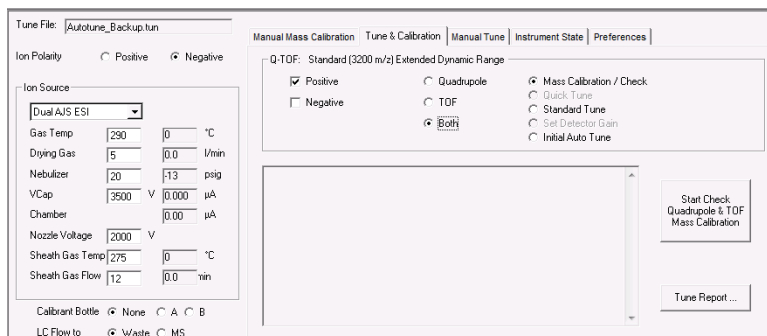 Tune File: Autotune_Backup.tun
Ion Polarity Positive Negative
Ion Source
Dual AJS ESI
Gas Temp 290 0 °C
Drying Gas 5 0.0 l/min
Nebulizer 20 -13 psig
VCap 3500 V 0.000 µA
Chamber 0.00 µA
Nozzle Voltage 2000 V
Sheath Gas Temp 275 0 °C
Sheath Gas Flow 12 0.0 min
Calibrant Bottle None A B
LC Flow to Waste MS
Manual Mass Calibration Tune & Calibration Manual Tune Instrument State Preferences
Q-TOF: Standard (3200 m/z) Extended Dynamic Range
Positive Quadrupole Mass Calibration / Check
Quick Tune
Negative TOF Standard Tune
Set Detector Gain
Both Initial Auto Tune
Start Check
Quadrupole & TOF
Mass Calibration
Tune Report ...